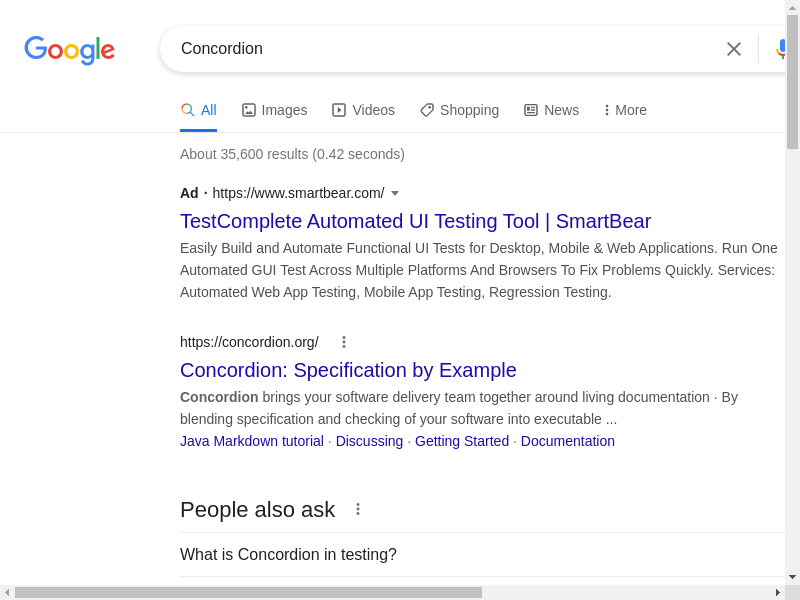 Google
Concordion
All
Images
Videos
Shopping
News
More
About 35,600 results (0.42 seconds)
Ad · https://www.smartbear.com/
TestComplete Automated UI Testing Tool | SmartBear
Easily Build and Automate Functional UI Tests for Desktop, Mobile & Web Applications. Run One
Automated GUI Test Across Multiple Platforms And Browsers To Fix Problems Quickly. Services:
Automated Web App Testing, Mobile App Testing, Regression Testing.
https://concordion.org/
Concordion: Specification by Example
Concordion brings your software delivery team together around living documentation · By
blending specification and checking of your software into executable ...
Java Markdown tutorial · Discussing · Getting Started · Documentation
People also ask
What is Concordion in testing?